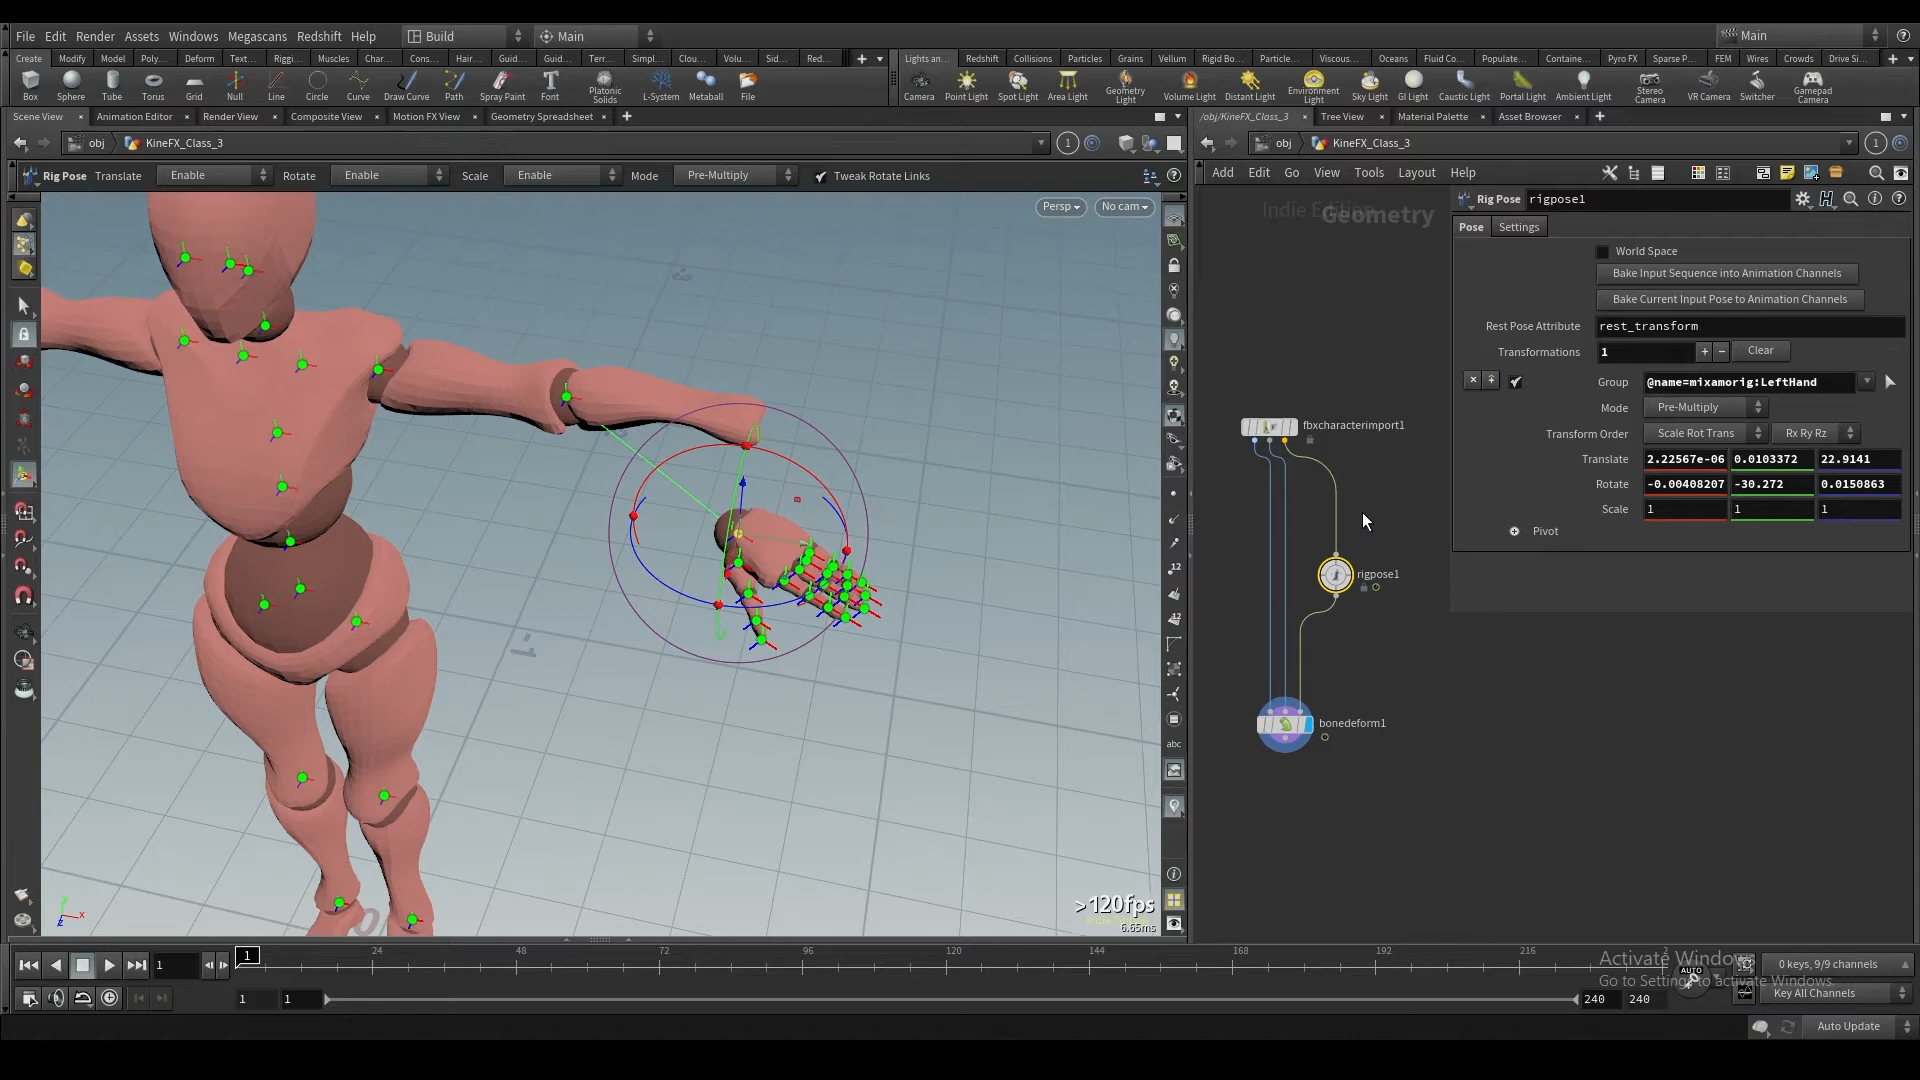 File Edit Render Assets Windows Megascans Redshift Help Build Main Main
Create Modify Model Poly... Deform Text... Riggi... Muscles Char... Cons... Hair... Guid... Guid... Terr... Simpl... Clou... Volu... Sid... Red...
Lights an... Redshift Collisions Particles Grains Vellum Rigid Bo... Particle... Viscous... Oceans Fluid Co... Populate... Containe... Pyro FX Sparse P... FEM Wires Crowds Drive Si...
Box Sphere Tube Torus Grid Null Line Circle Curve Draw Curve Path Spray Paint Font Platonic Solids L-System Metaball File
Camera Point Light Spot Light Area Light Geometry Light Volume Light Distant Light Environment Light Sky Light GI Light Caustic Light Portal Light Ambient Light Stereo Camera VR Camera Switcher Gamepad Camera
Scene View Animation Editor Render View Composite View Motion FX View Geometry Spreadsheet
/obj/KineFX_Class_3 Tree View Material Palette Asset Browser
obj KineFX_Class_3 1
obj KineFX_Class_3 1
Rig Pose Translate Enable Rotate Enable Scale Enable Mode Pre-Multiply Tweak Rotate Links
Add Edit Go View Tools Layout Help
Persp No cam
Indie Edition
Geometry
Rig Pose rigpose1
Pose Settings
World Space
Bake Input Sequence into Animation Channels
Bake Current Input Pose to Animation Channels
Rest Pose Attribute rest_transform
Transformations 1 + − Clear
Group @name=mixamorig:LeftHand
Mode Pre-Multiply
Transform Order Scale Rot Trans Rx Ry Rz
Translate 2.22567e-06 0.0103372 22.9141
Rotate -0.00408207 -30.272 0.0150863
Scale 1 1 1
Pivot
fbxcharacterimport1
rigpose1
bonedeform1
12
12
abc
>120fps
6.65ms
1 1 24 48 72 96 120 144 168 192 216 2
0 keys, 9/9 channels
AUTO
Activate Windows
Go to Settings to activate Windows.
1 1 240 240 Key All Channels
Auto Update